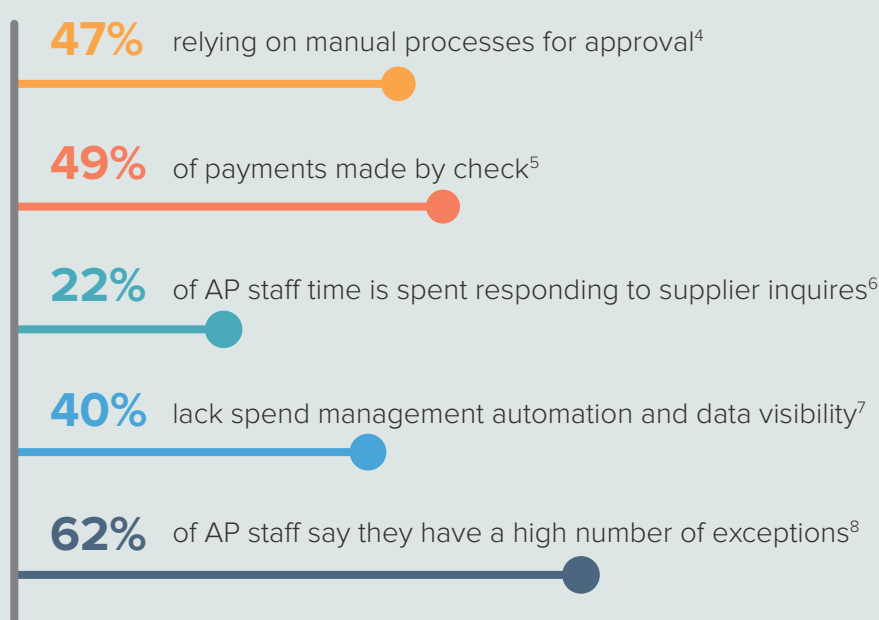 47% relying on manual processes for approval⁴
49% of payments made by check⁵
22% of AP staff time is spent responding to supplier inquires⁶
40% lack spend management automation and data visibility⁷
62% of AP staff say they have a high number of exceptions⁸